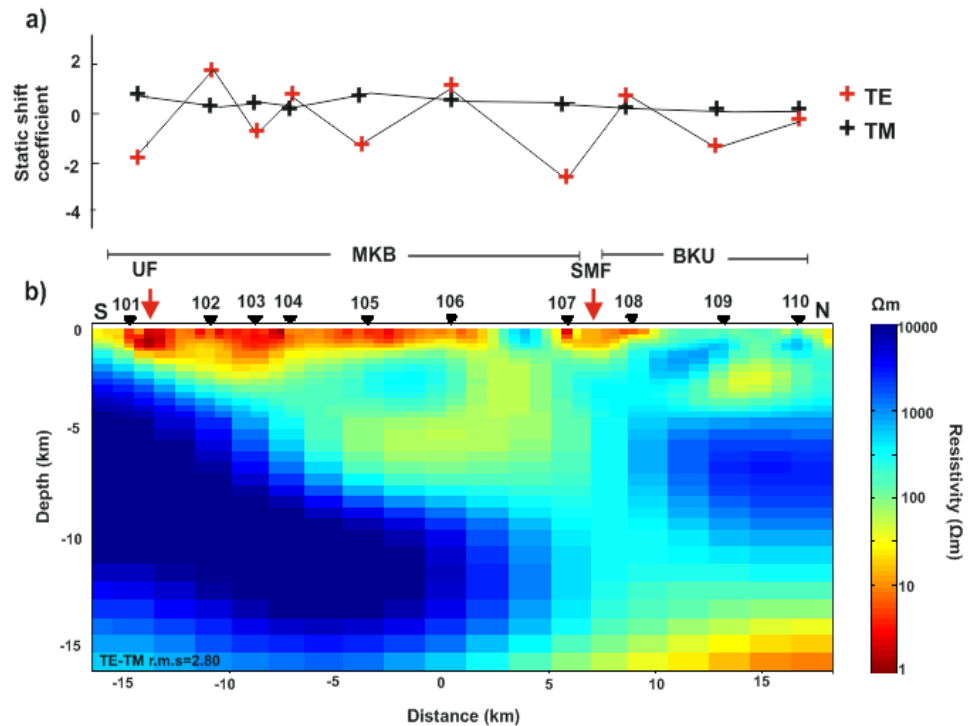 a)
Static shift
coefficient
2
0
-2
-4
TE
TM
MKB
BKU
UF
SMF
b)
S 101 102 103 104 105 106 107 108 109 110 N
Ωm
0
-5
-10
-15
Depth (km)
10000
1000
100
10
1
Resistivity (Ωm)
TE-TM r.m.s=2.80
-15 -10 -5 0 5 10 15
Distance (km)